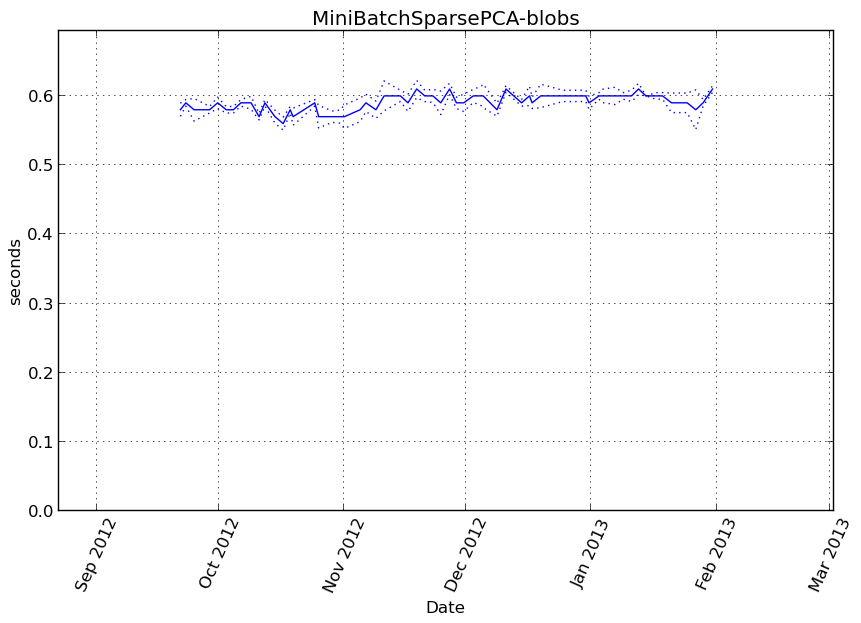 MiniBatchSparsePCA-blobs
seconds
0.6
0.5
0.4
0.3
0.2
0.1
0.0
Sep 2012
Oct 2012
Nov 2012
Dec 2012
Jan 2013
Feb 2013
Mar 2013
Date